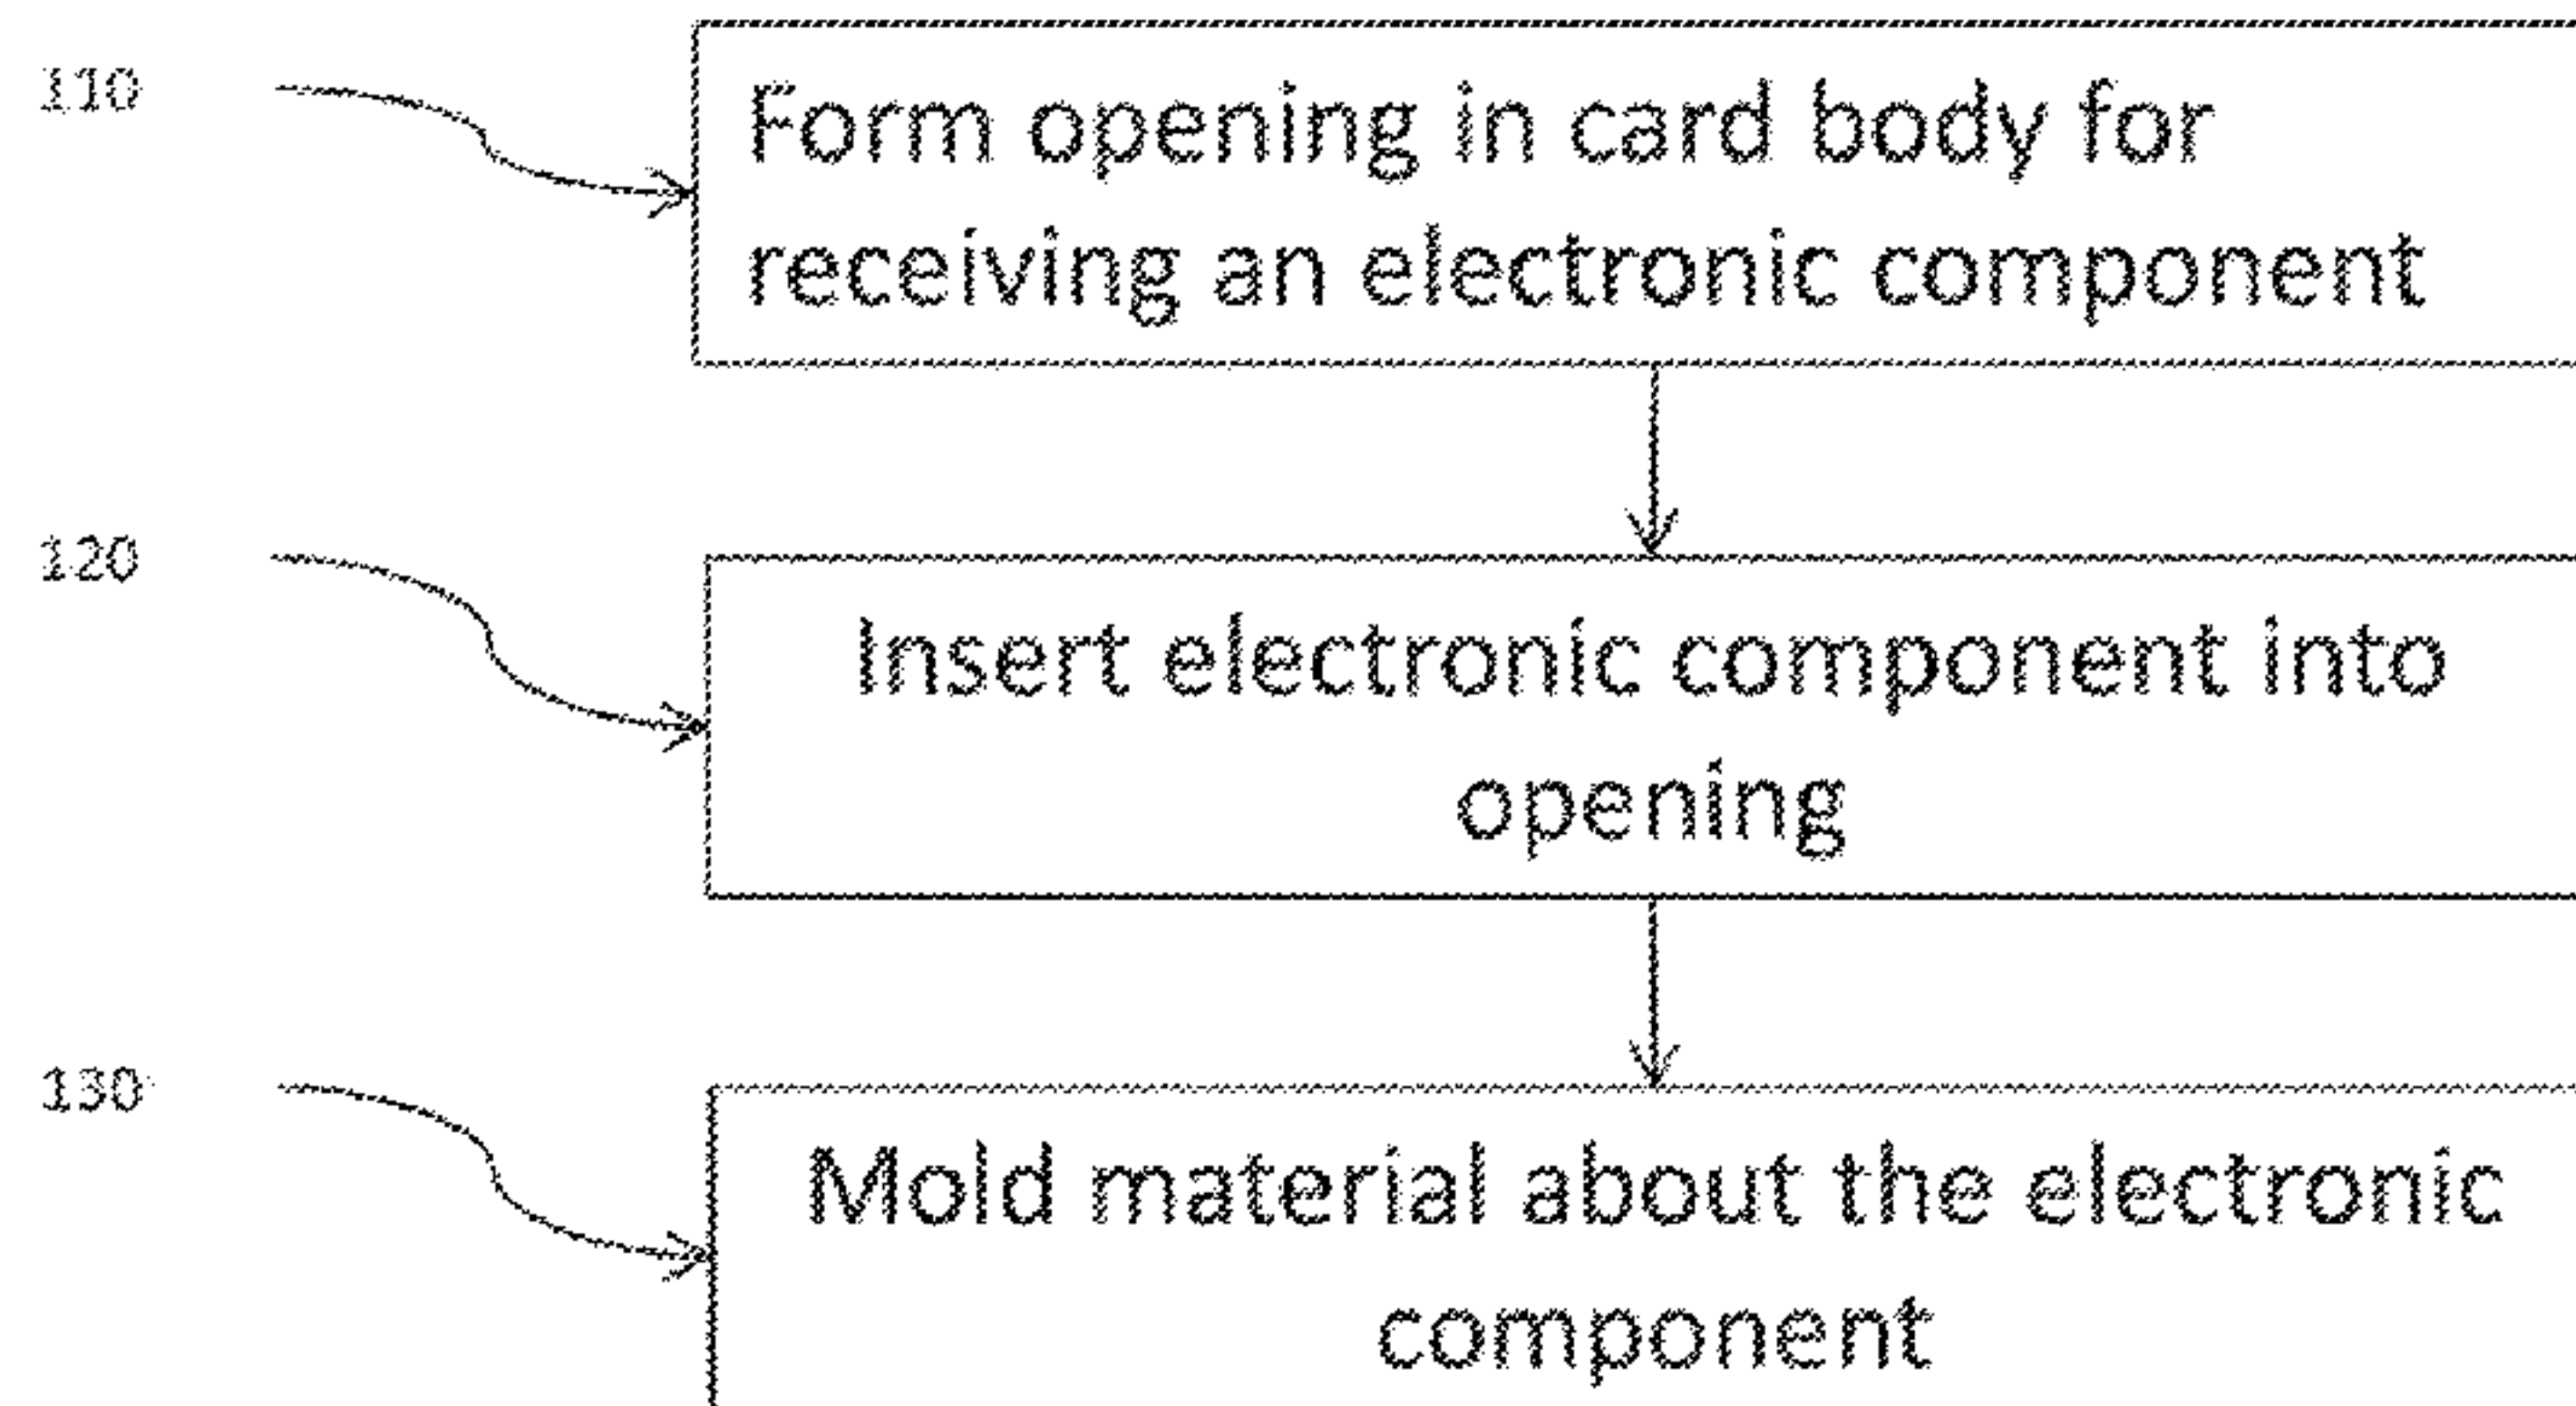 110
Form opening in card body for
receiving an electronic component
120
Insert electronic component into
opening
130
Mold material about the electronic
component